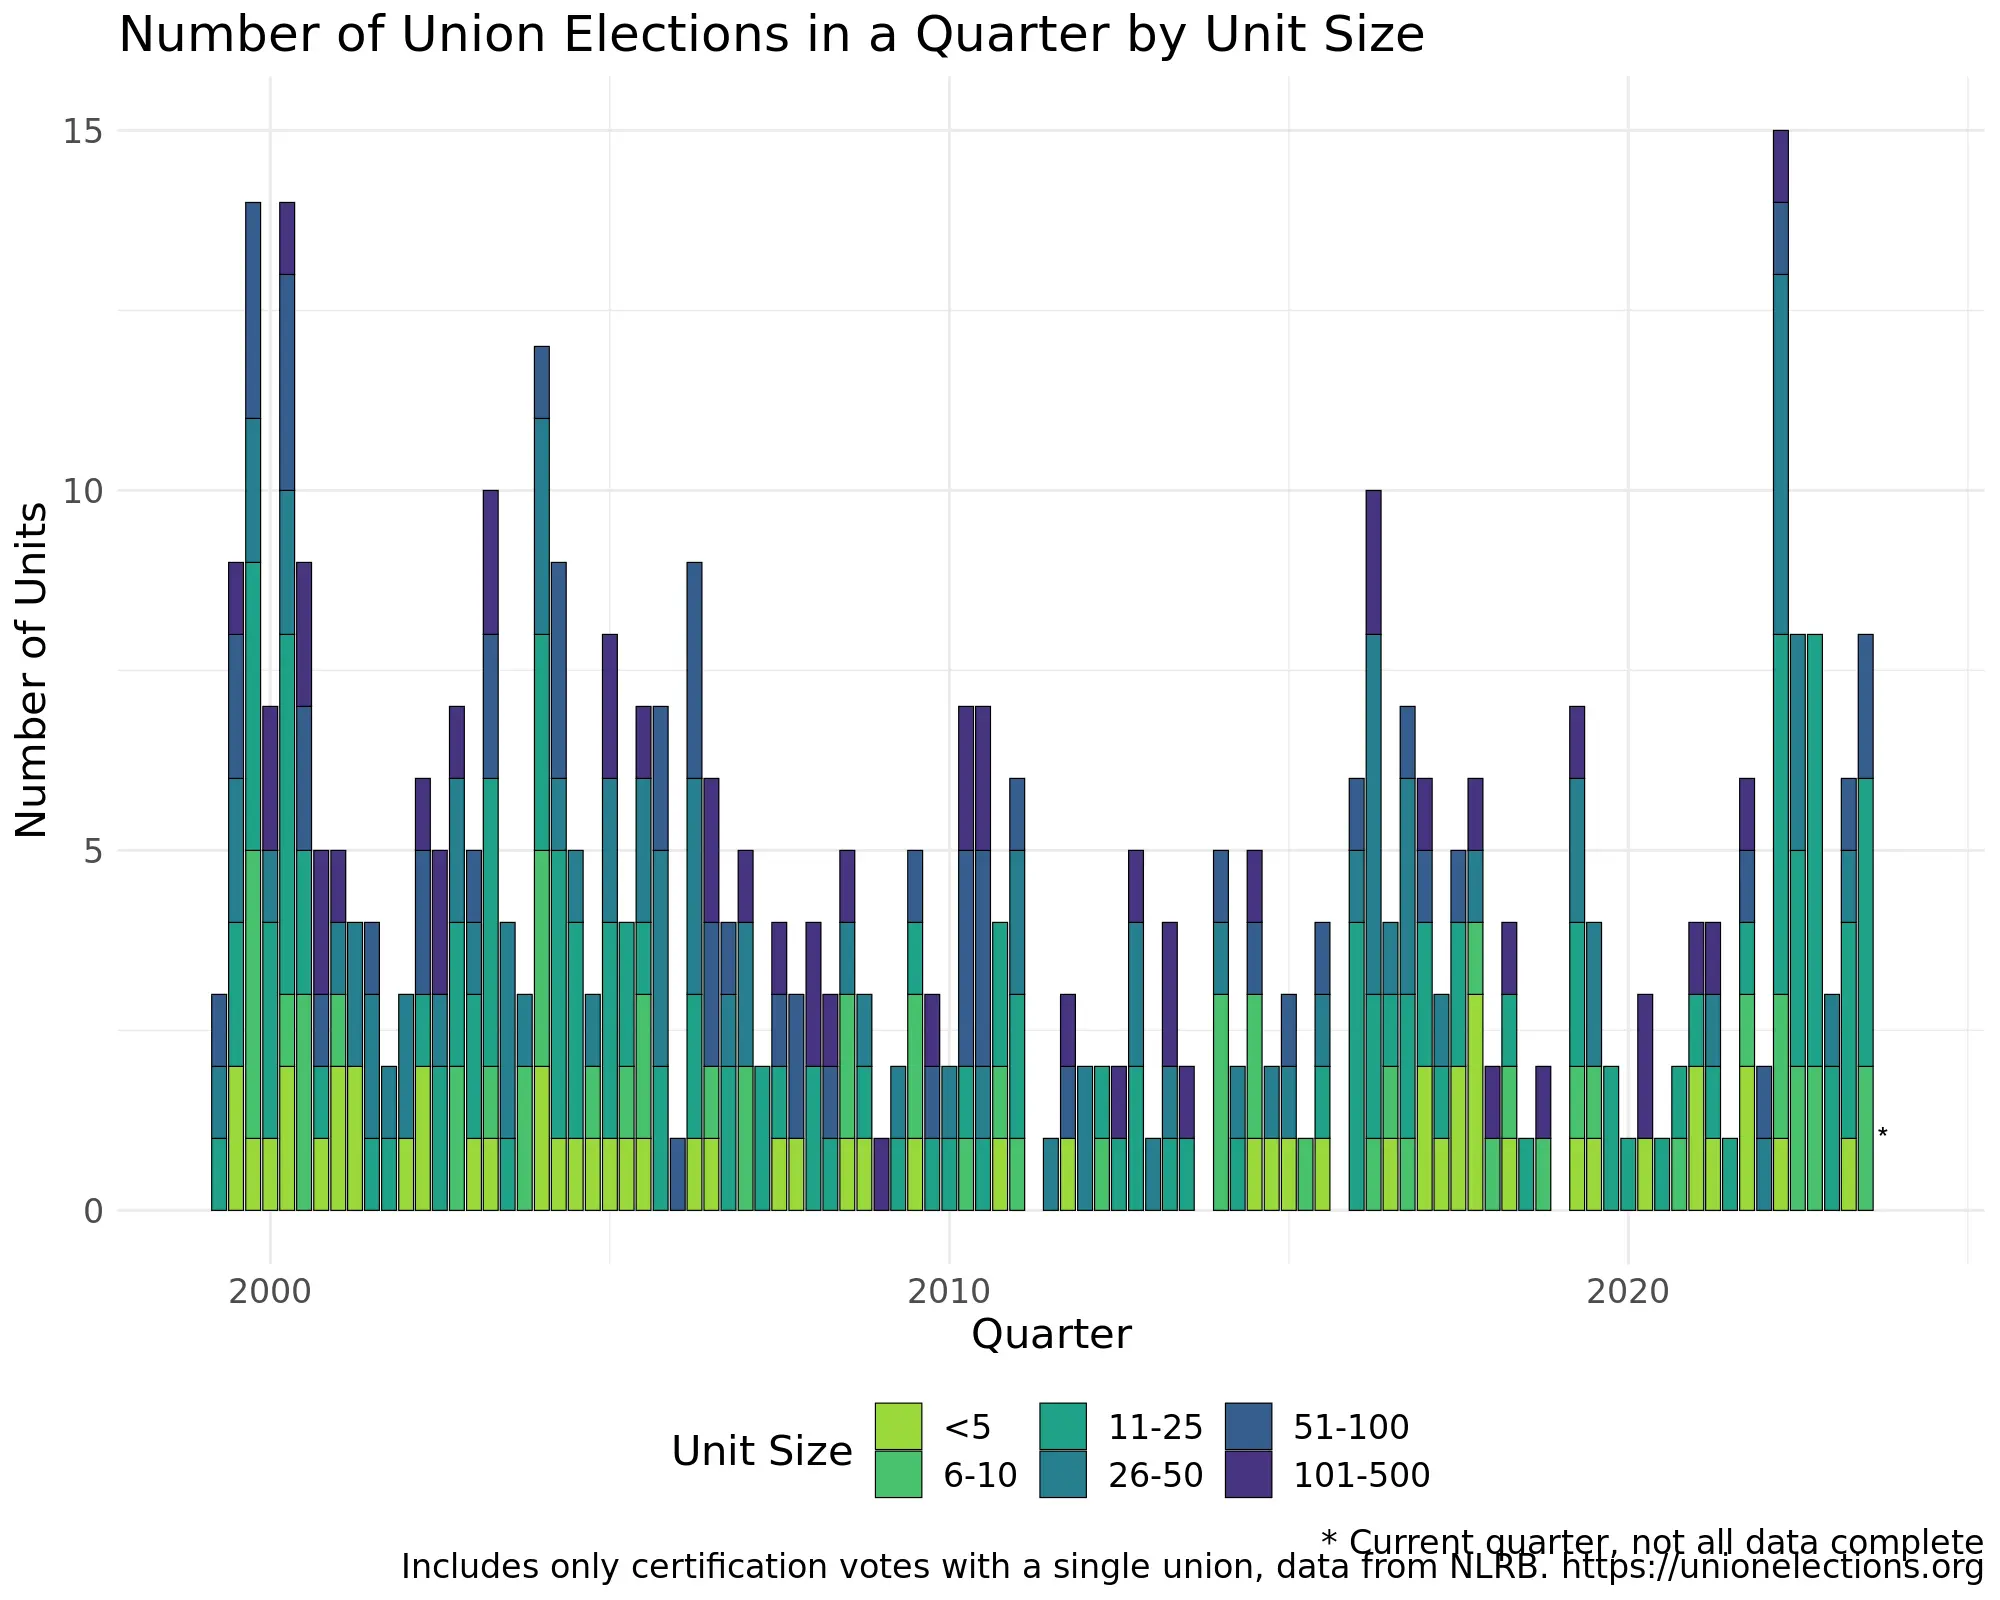 Number of Union Elections in a Quarter by Unit Size
Number of Units
15
10
5
0
*
2000
2010
2020
Quarter
Unit Size
<5
11-25
51-100
6-10
26-50
101-500
* Current quarter, not all data complete
Includes only certification votes with a single union, data from NLRB. https://unionelections.org